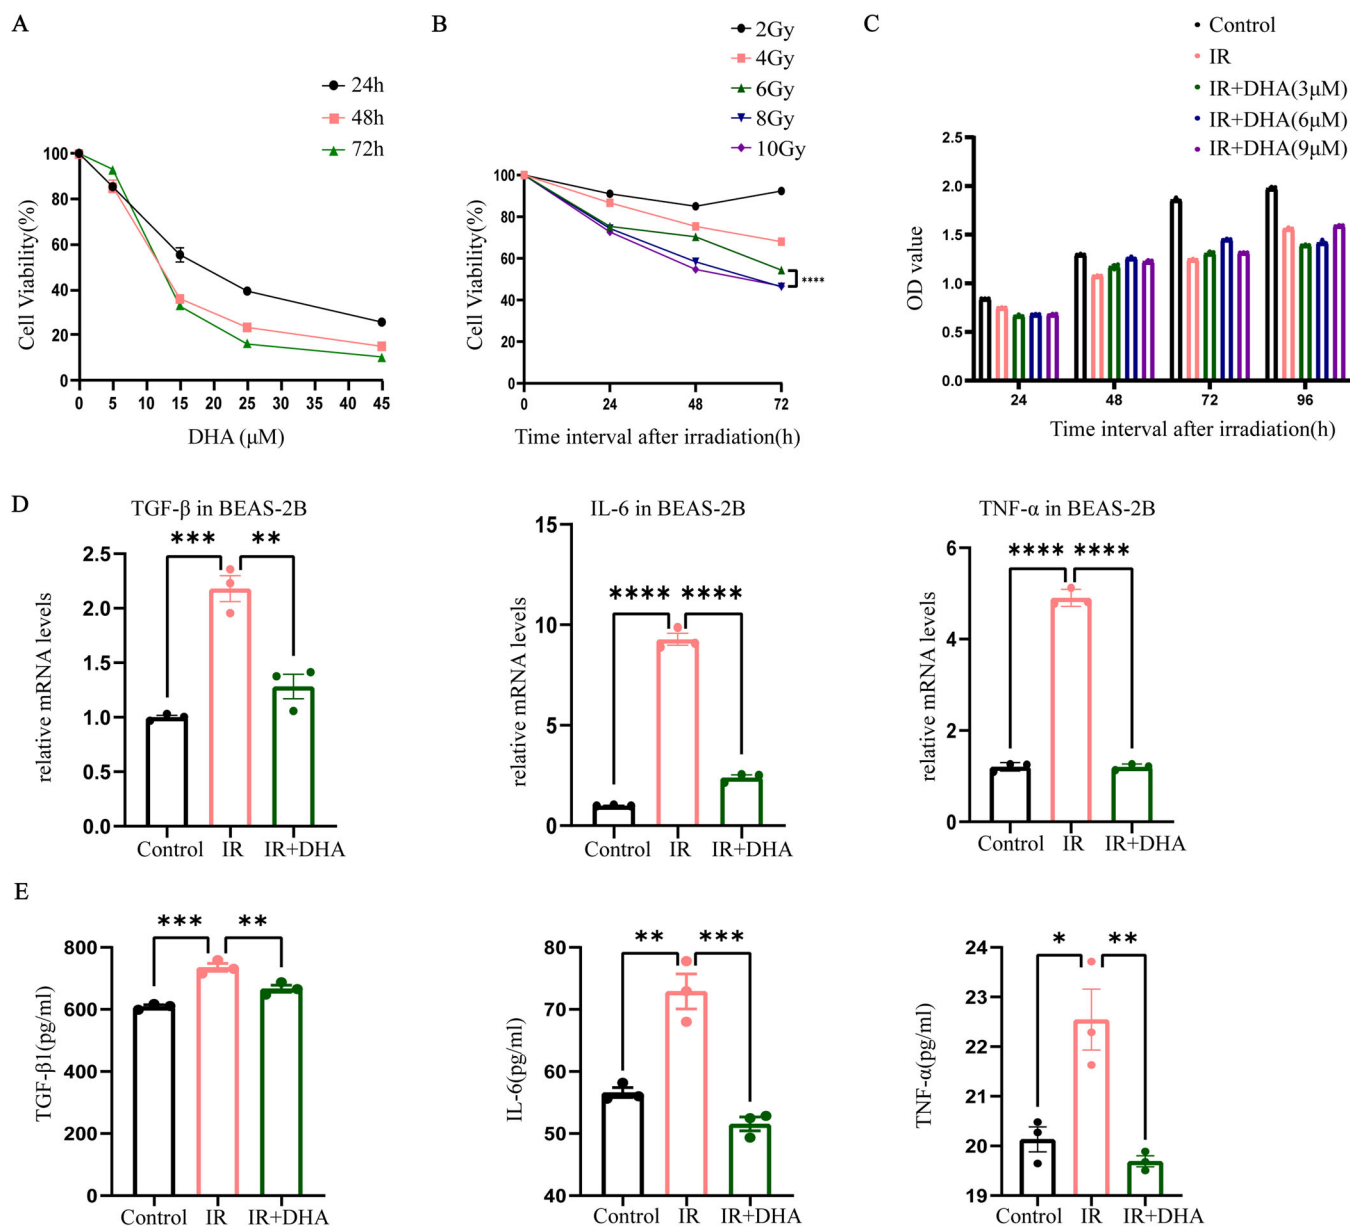 A
24h
48h
72h
Cell Viability(%)
100
80
60
40
20
0
0 5 10 15 20 25 30 35 40 45
DHA (μM)
B
2Gy
4Gy
6Gy
8Gy
10Gy
Cell Viability(%)
100
80
60
40
20
0
****
0 24 48 72
Time interval after irradiation(h)
C
Control
IR
IR+DHA(3μM)
IR+DHA(6μM)
IR+DHA(9μM)
OD value
2.5
2.0
1.5
1.0
0.5
0.0
24 48 72 96
Time interval after irradiation(h)
D
TGF-β in BEAS-2B
*** **
relative mRNA levels
2.5
2.0
1.5
1.0
0.5
0.0
Control IR IR+DHA
IL-6 in BEAS-2B
**** ****
relative mRNA levels
15
10
5
0
Control IR IR+DHA
TNF-α in BEAS-2B
**** ****
relative mRNA levels
6
4
2
0
Control IR IR+DHA
E
*** **
TGF-β1(pg/ml)
800
600
400
200
0
Control IR IR+DHA
** ***
IL-6(pg/ml)
80
70
60
50
40
Control IR IR+DHA
* **
TNF-α(pg/ml)
24
23
22
21
20
19
Control IR IR+DHA